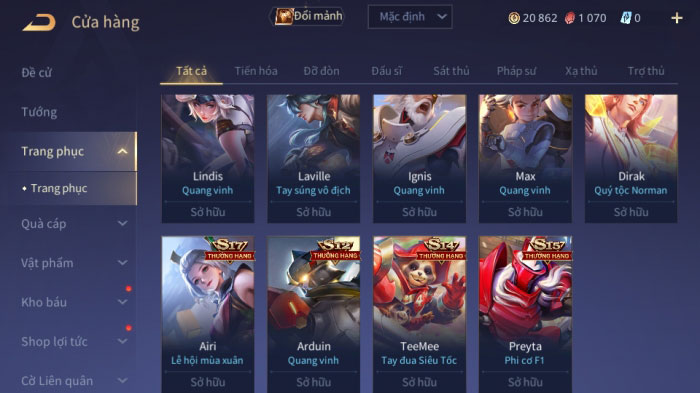 Cửa hàng
Đổi mảnh
Mặc định
20 862
1 070
0
Đề cử
Tướng
Trang phục
Trang phục
Quà cáp
Vật phẩm
Kho báu
Shop lợi tức
Cờ Liên quân
Tất cả
Tiến hóa
Đỡ đòn
Đấu sĩ
Sát thủ
Pháp sư
Xạ thủ
Trợ thủ
Lindis
Quang vinh
Sở hữu
Laville
Tay súng vô địch
Sở hữu
Ignis
Quang vinh
Sở hữu
Max
Quang vinh
Sở hữu
Dirak
Quý tộc Norman
Sở hữu
S17
THƯỞNG HẠNG
Airi
Lễ hội mùa xuân
Sở hữu
S12
THƯỞNG HẠNG
Arduin
Quang vinh
Sở hữu
S14
THƯỞNG HẠNG
TeeMee
Tay đua Siêu Tốc
Sở hữu
S15
THƯỞNG HẠNG
Preyta
Phi cơ F1
Sở hữu